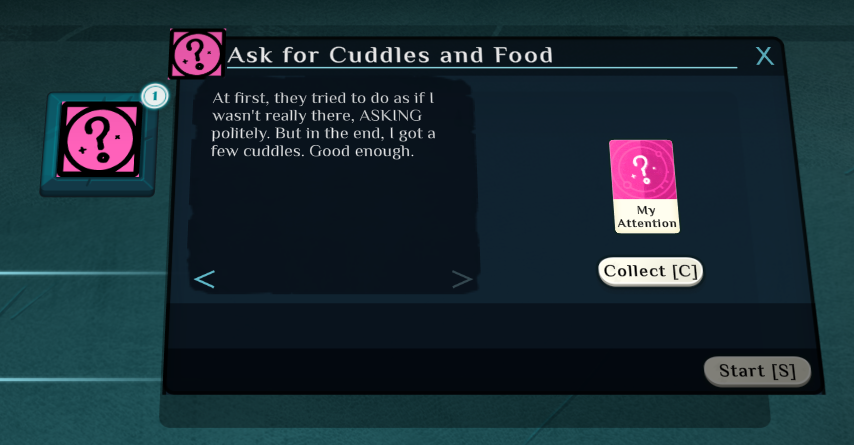 Ask for Cuddles and Food
X
1
At first, they tried to do as if I
wasn't really there, ASKING
politely. But in the end, I got a
few cuddles. Good enough.
My
Attention
Collect [C]
< >
Start [S]